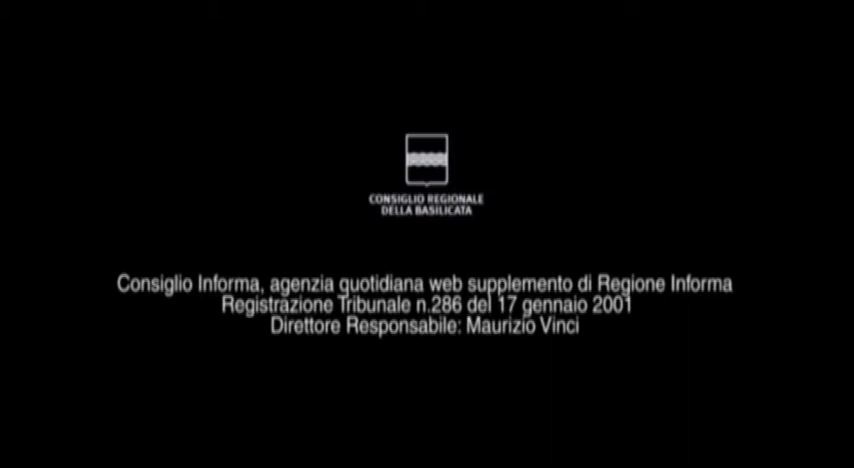 CONSIGLIO REGIONALE
DELLA BASILICATA
Consiglio Informa, agenzia quotidiana web supplemento di Regione Informa
Registrazione Tribunale n.286 del 17 gennaio 2001
Direttore Responsabile: Maurizio Vinci